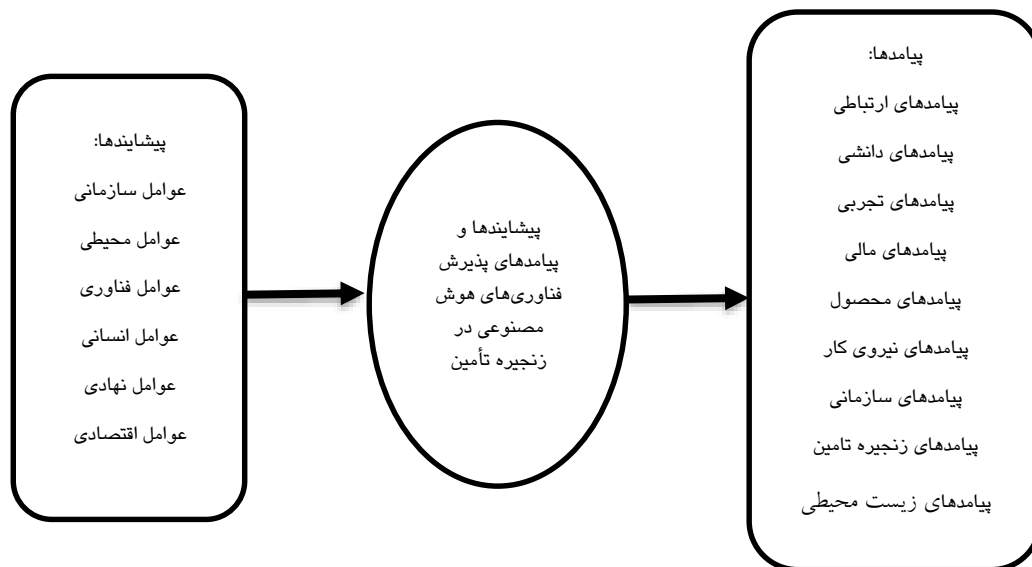 پیشایندها:
عوامل سازمانی
عوامل محیطی
عوامل فناوری
عوامل انسانی
عوامل نهادی
عوامل اقتصادی
پیشایندها و
پیامدهای پذیرش
فناوری‌های هوش
مصنوعی در
زنجیره تأمین
پیامدها:
پیامدهای ارتباطی
پیامدهای دانشی
پیامدهای تجربی
پیامدهای مالی
پیامدهای محصول
پیامدهای نیروی کار
پیامدهای سازمانی
پیامدهای زنجیره تامین
پیامدهای زیست محیطی